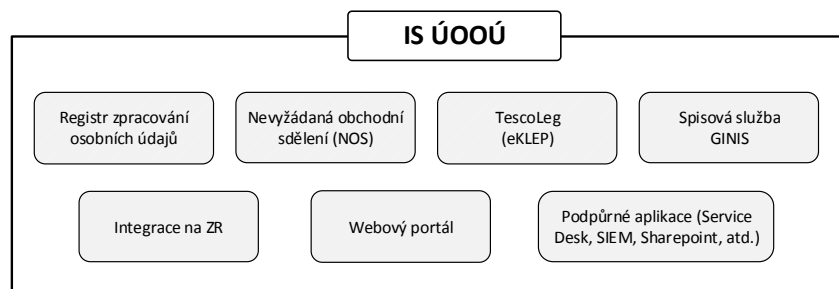 IS ÚOOÚ
Registr zpracování
osobních údajů
Nevyžádaná obchodní
sdělení (NOS)
TescoLeg
(eKLEP)
Spisová služba
GINIS
Integrace na ZR
Webový portál
Podpůrné aplikace (Service
Desk, SIEM, Sharepoint, atd.)